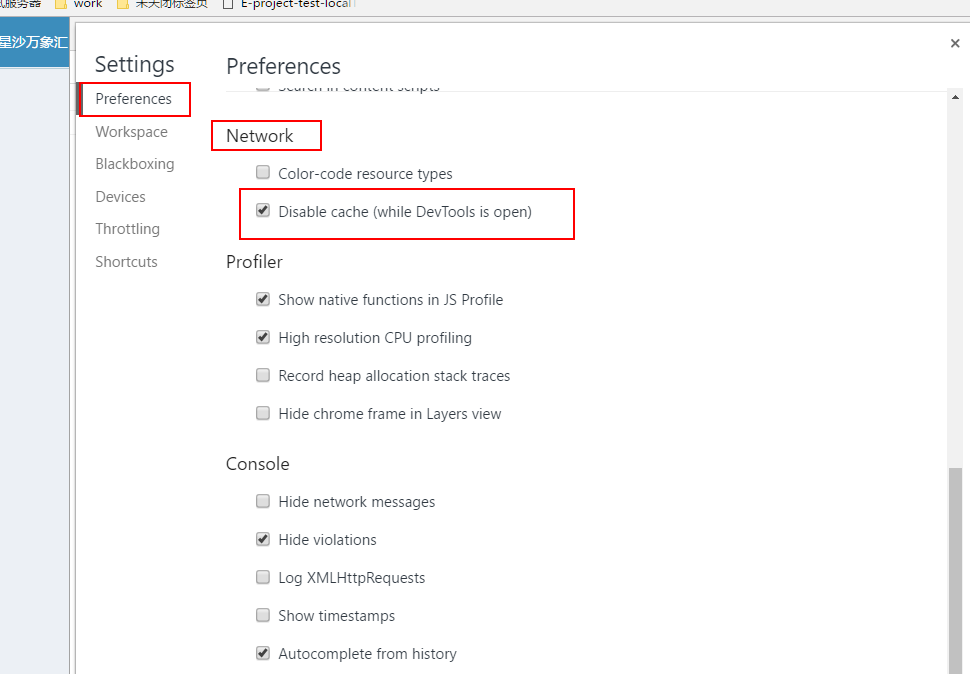 试服务器 work 未关闭标签页 E-project-test-local
星沙万象汇
Settings
Preferences
Workspace
Blackboxing
Devices
Throttling
Shortcuts
Preferences
Search in content scripts
Network
Color-code resource types
Disable cache (while DevTools is open)
Profiler
Show native functions in JS Profile
High resolution CPU profiling
Record heap allocation stack traces
Hide chrome frame in Layers view
Console
Hide network messages
Hide violations
Log XMLHttpRequests
Show timestamps
Autocomplete from history